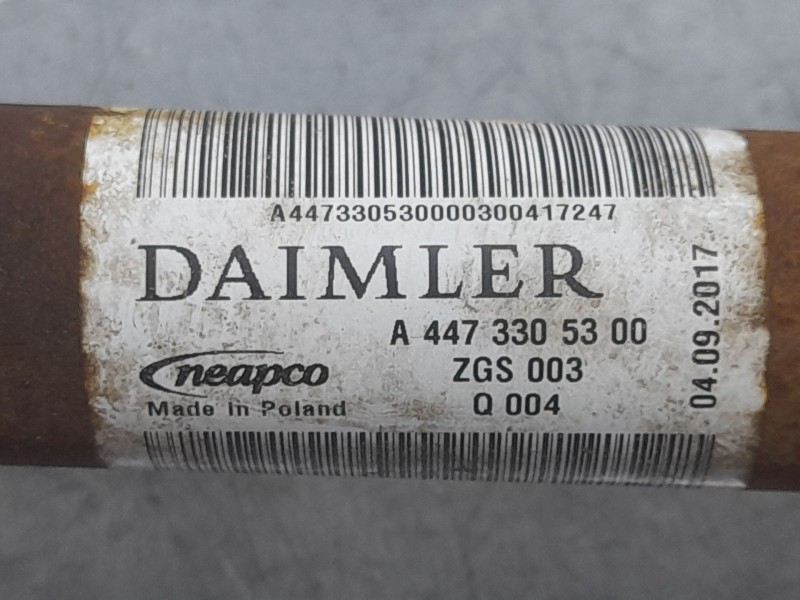 A447330530000300417247
DAIMLER
A 447 330 53 00
neapco
ZGS 003
Made In Poland
Q 004
04.09.2017